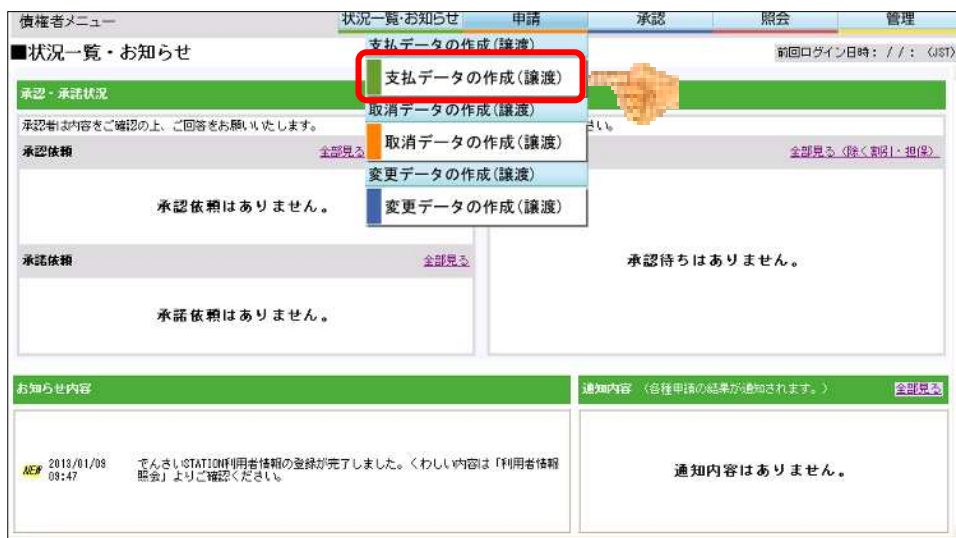 債権者メニュー
状況一覧・お知らせ 申請 承認 照会 管理
■状況一覧・お知らせ
前回ログイン日時: / / : (JST)
支払データの作成(譲渡)
支払データの作成(譲渡)
取消データの作成(譲渡)
取消データの作成(譲渡)
変更データの作成(譲渡)
変更データの作成(譲渡)
承認・承諾状況
承認者は内容をご確認の上、ご回答をお願いいたします。
さい。
承認依頼 全部見る
全部見る（除く割引・担保）
承認依頼はありません。
承諾依頼 全部見る
承認待ちはありません。
承諾依頼はありません。
お知らせ内容
通知内容 （各種申請の結果が通知されます。） 全部見る
NEW 2013/01/09
09:47
でんさいSTATION利用者情報の登録が完了しました。くわしい内容は「利用者情報
照会」よりご確認ください。
通知内容はありません。